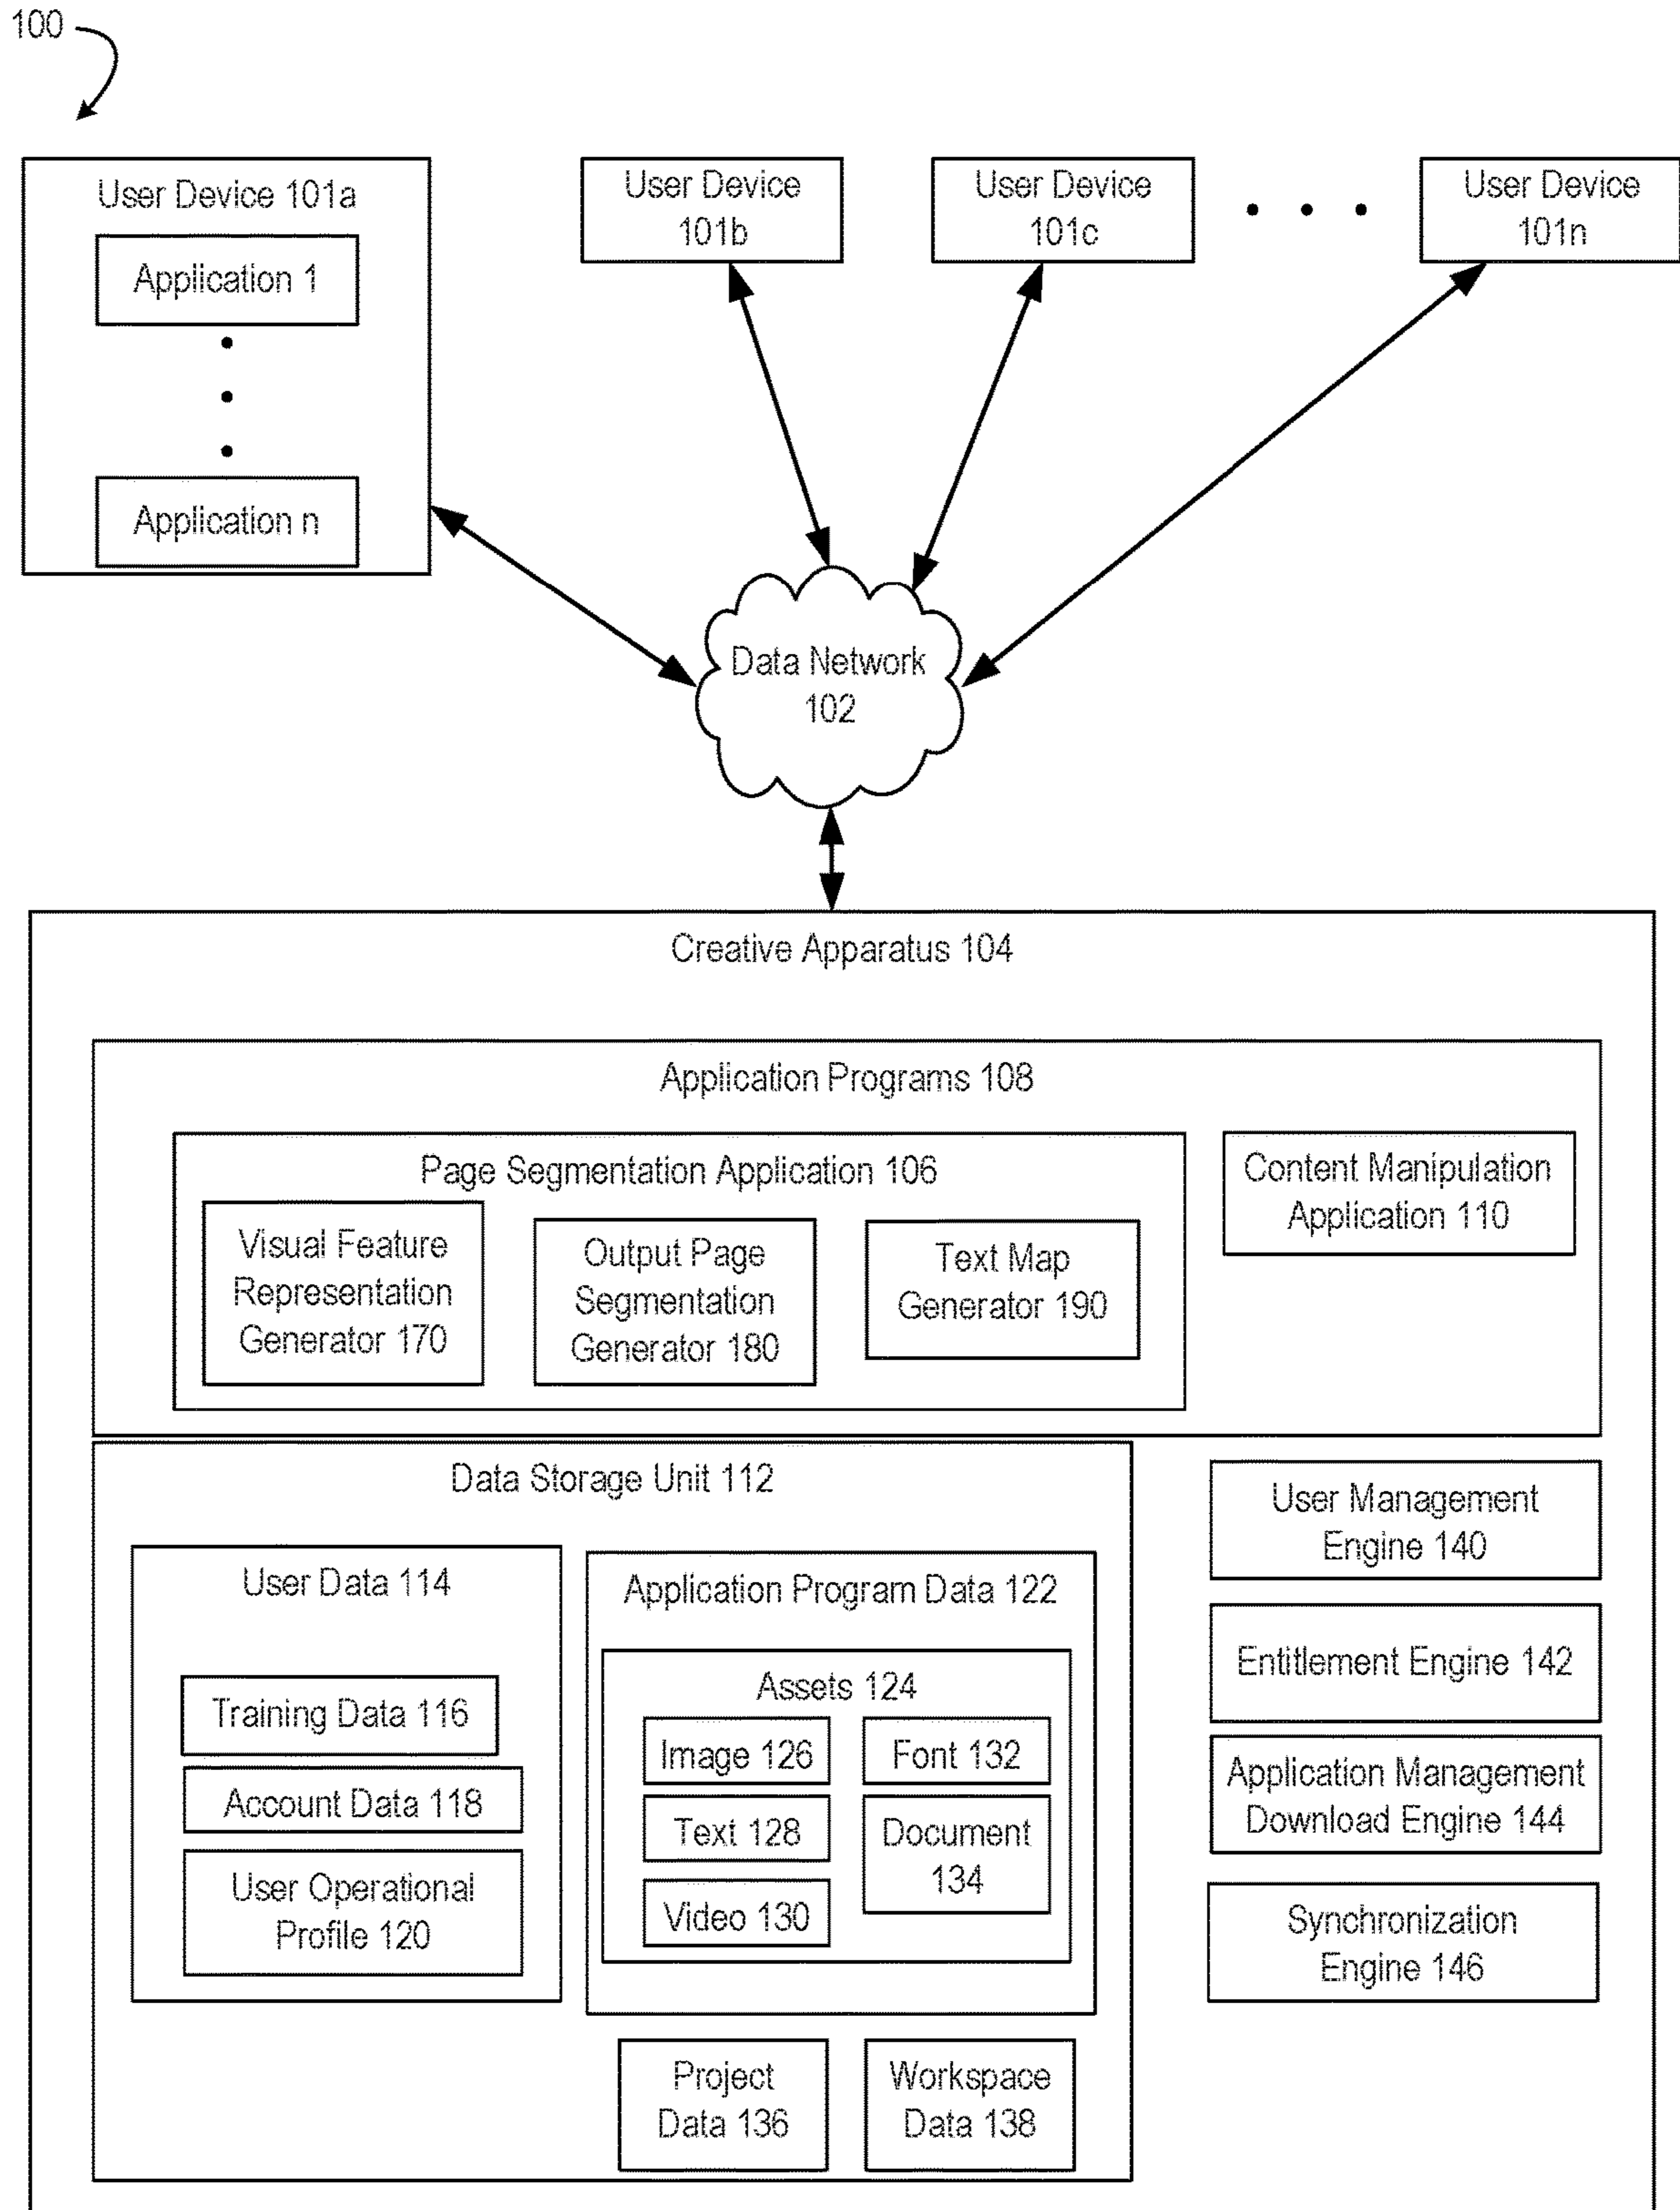 100
User Device 101a
Application 1
Application n
User Device
101b
User Device
101c
User Device
101n
Data Network
102
Creative Apparatus 104
Application Programs 108
Page Segmentation Application 106
Visual Feature
Representation
Generator 170
Output Page
Segmentation
Generator 180
Text Map
Generator 190
Content Manipulation
Application 110
Data Storage Unit 112
User Data 114
Training Data 116
Account Data 118
User Operational
Profile 120
Application Program Data 122
Assets 124
Image 126
Text 128
Video 130
Font 132
Document
134
Project
Data 136
Workspace
Data 138
User Management
Engine 140
Entitlement Engine 142
Application Management
Download Engine 144
Synchronization
Engine 146